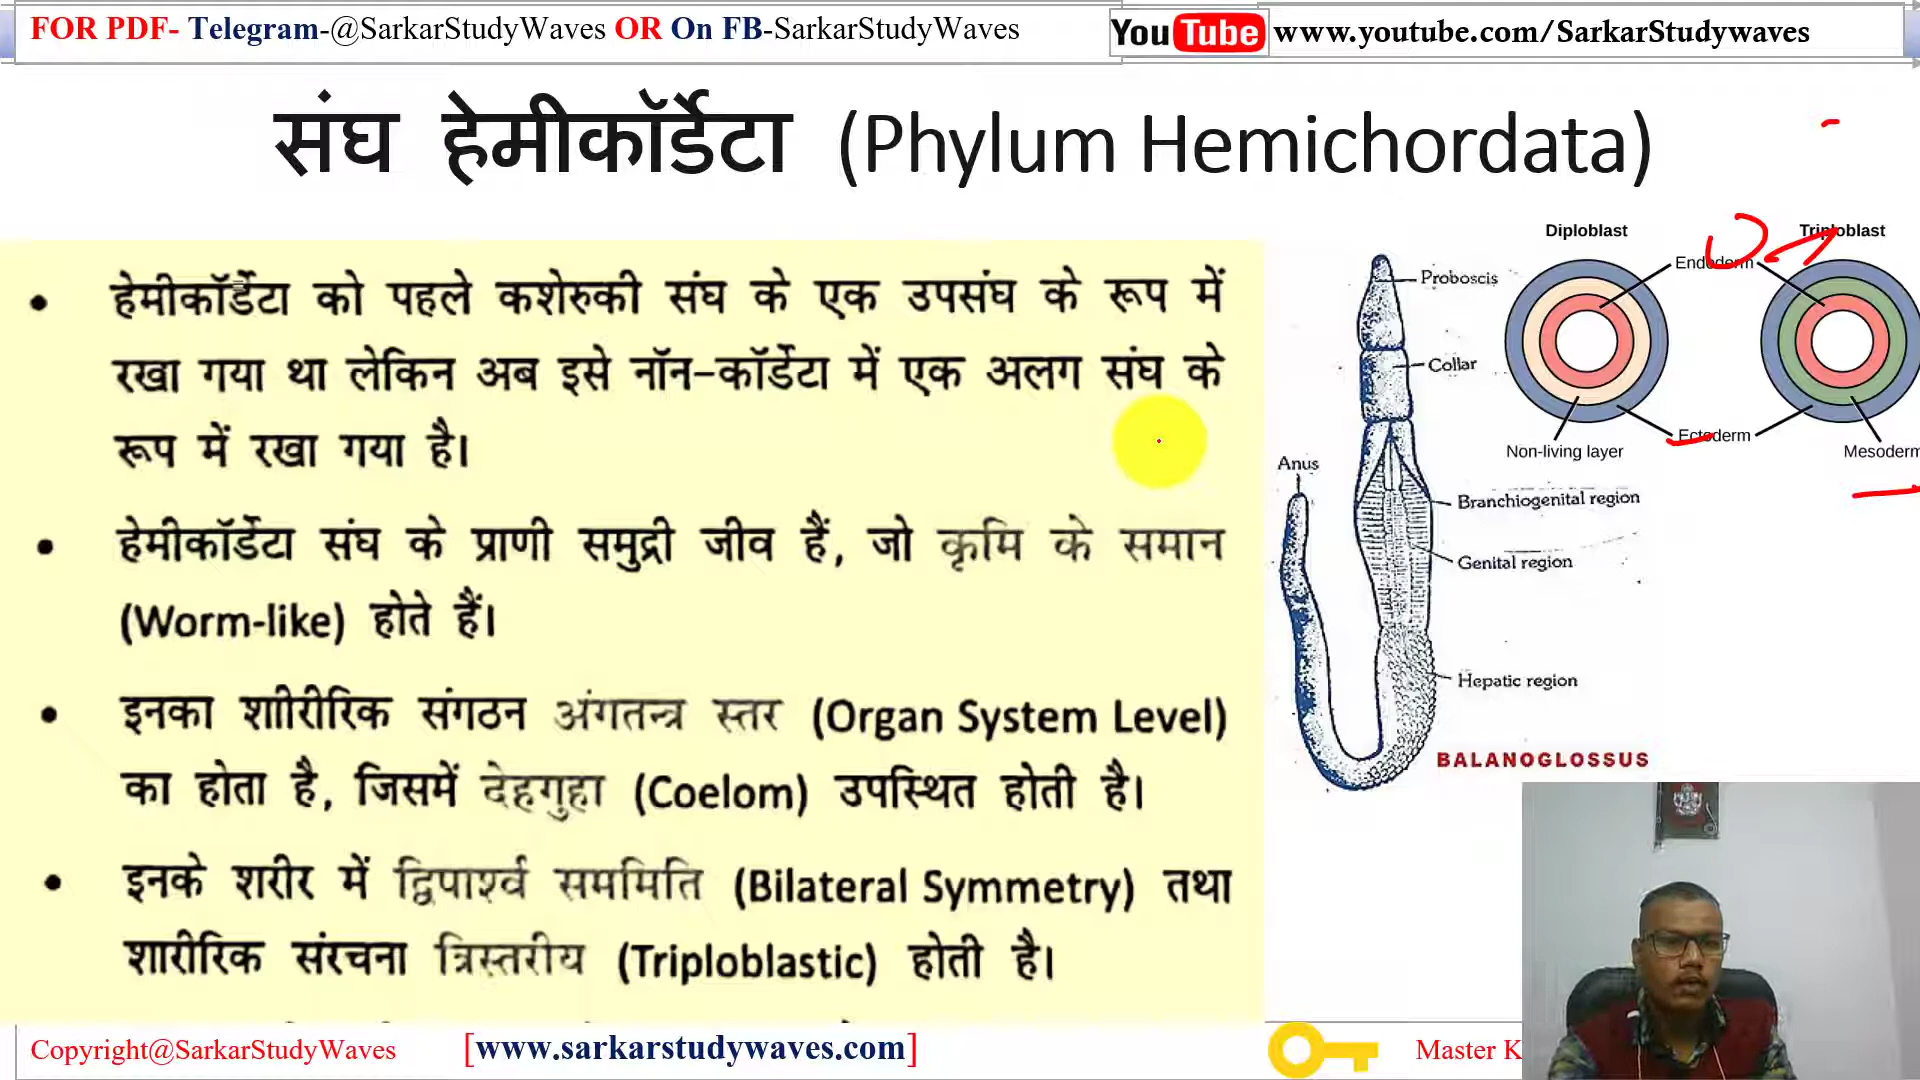 FOR PDF- Telegram-@SarkarStudyWaves OR On FB-SarkarStudyWaves
YouTube www.youtube.com/SarkarStudywaves
संघ हेमीकॉर्डेटा (Phylum Hemichordata)
• हेमीकॉर्डेटा को पहले कशेरुकी संघ के एक उपसंघ के रूप में
रखा गया था लेकिन अब इसे नॉन-कॉर्डेटा में एक अलग संघ के
रूप में रखा गया है।
• हेमीकॉर्डेटा संघ के प्राणी समुद्री जीव हैं, जो कृमि के समान
(Worm-like) होते हैं।
• इनका शाीरीरिक संगठन अंगतन्त्र स्तर (Organ System Level)
का होता है, जिसमें देहगुहा (Coelom) उपस्थित होती है।
• इनके शरीर में द्विपार्श्व सममिति (Bilateral Symmetry) तथा
शारीरिक संरचना त्रिस्तरीय (Triploblastic) होती है।
Proboscis
Collar
Anus
Branchiogenital region
Genital region
Hepatic region
BALANOGLOSSUS
Diploblast
Triploblast
Endoderm
Ectoderm
Non-living layer
Mesoderm
Copyright@SarkarStudyWaves
[www.sarkarstudywaves.com]
Master K